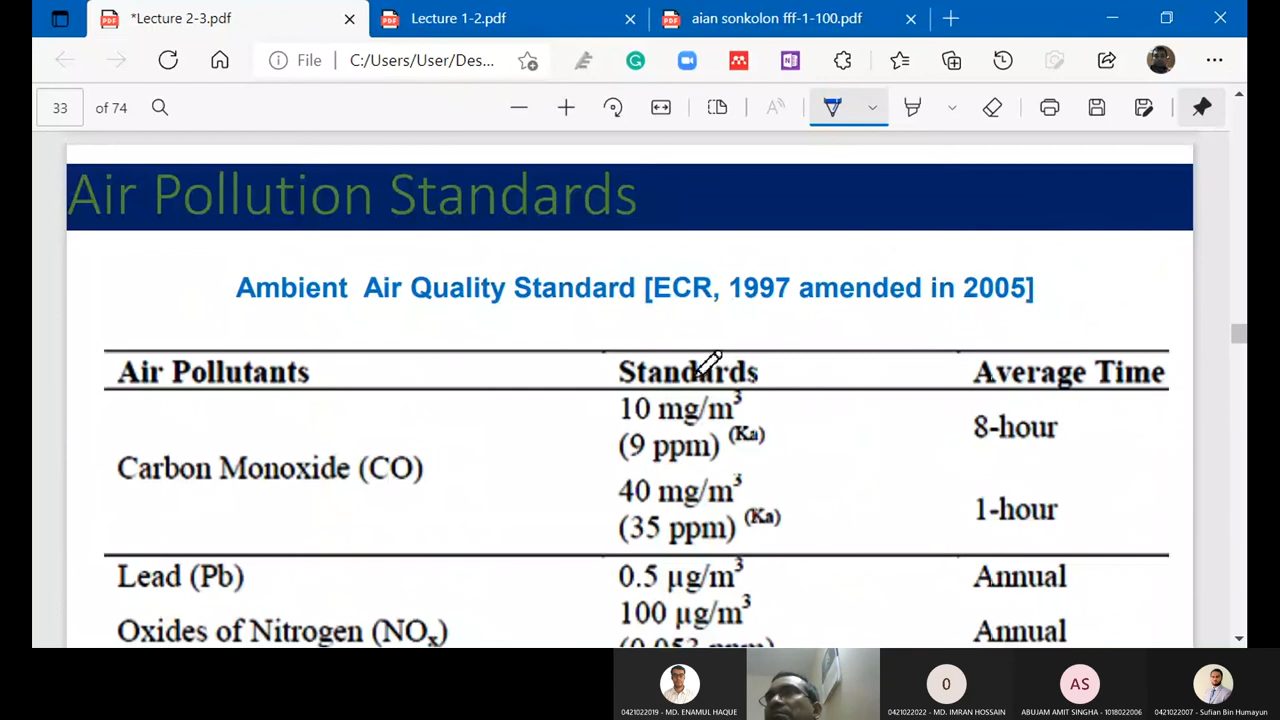 *Lecture 2-3.pdf
Lecture 1-2.pdf
aian sonkolon fff-1-100.pdf
File
C:/Users/User/Des...
33 of 74
Air Pollution Standards
Ambient Air Quality Standard [ECR, 1997 amended in 2005]
Air Pollutants Standards Average Time
Carbon Monoxide (CO)
10 mg/m³
(9 ppm) (Ka)
8-hour
40 mg/m³
(35 ppm) (Ka)
1-hour
Lead (Pb) 0.5 µg/m³ Annual
Oxides of Nitrogen (NOx) 100 µg/m³ Annual
(0.053 ppm)
0421022019 - MD. ENAMUL HAQUE
0
0421022022 - MD. IMRAN HOSSAIN
AS
ABUJAM AMIT SINGHA - 1018022006
0421022007 - Sufian Bin Humayun